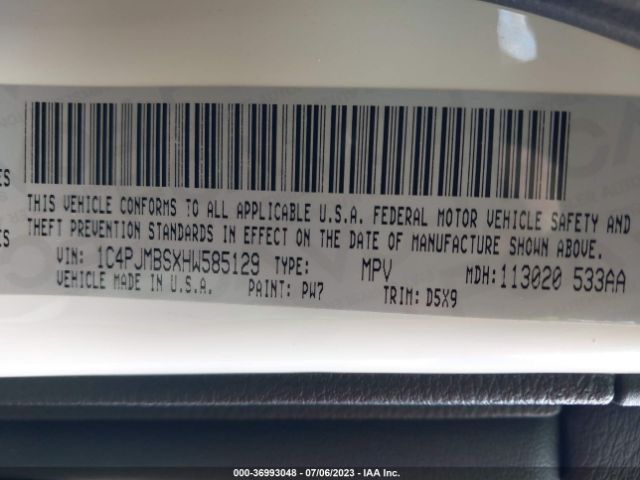 ES
THIS VEHICLE CONFORMS TO ALL APPLICABLE U.S.A. FEDERAL MOTOR VEHICLE SAFETY AND
ES
THEFT PREVENTION STANDARDS IN EFFECT ON THE DATE OF MANUFACTURE SHOWN ABOVE.
VIN: 1C4PJMBSXHW585129 TYPE: MPV MDH:113020 533AA
VEHICLE MADE IN U.S.A. PAINT: PW7 TRIM: D5X9
000-36993048 - 07/06/2023 - IAA Inc.